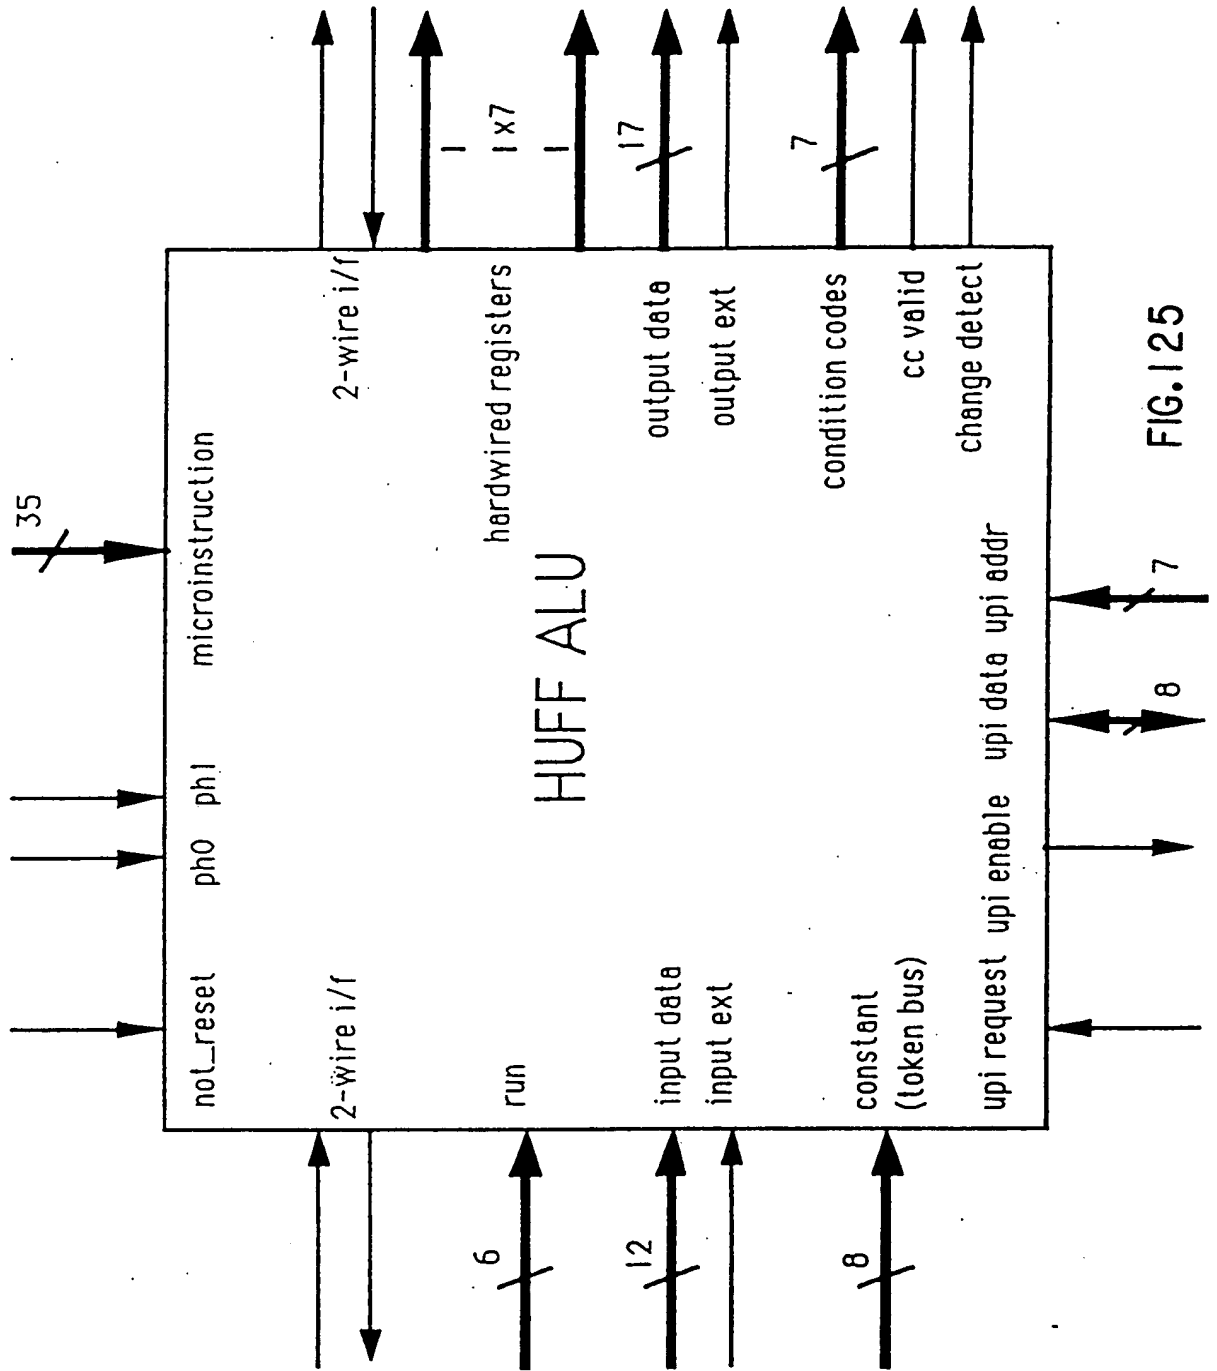 35
not_reset ph0 ph1 microinstruction
2-wire i/f 2-wire i/f
6 run hardwired registers 1x7
HUFF ALU
12 input data output data 17
input ext output ext
8 constant condition codes 7
(token bus) cc valid
upi request upi enable upi data upi addr change detect
8 7
FIG.125